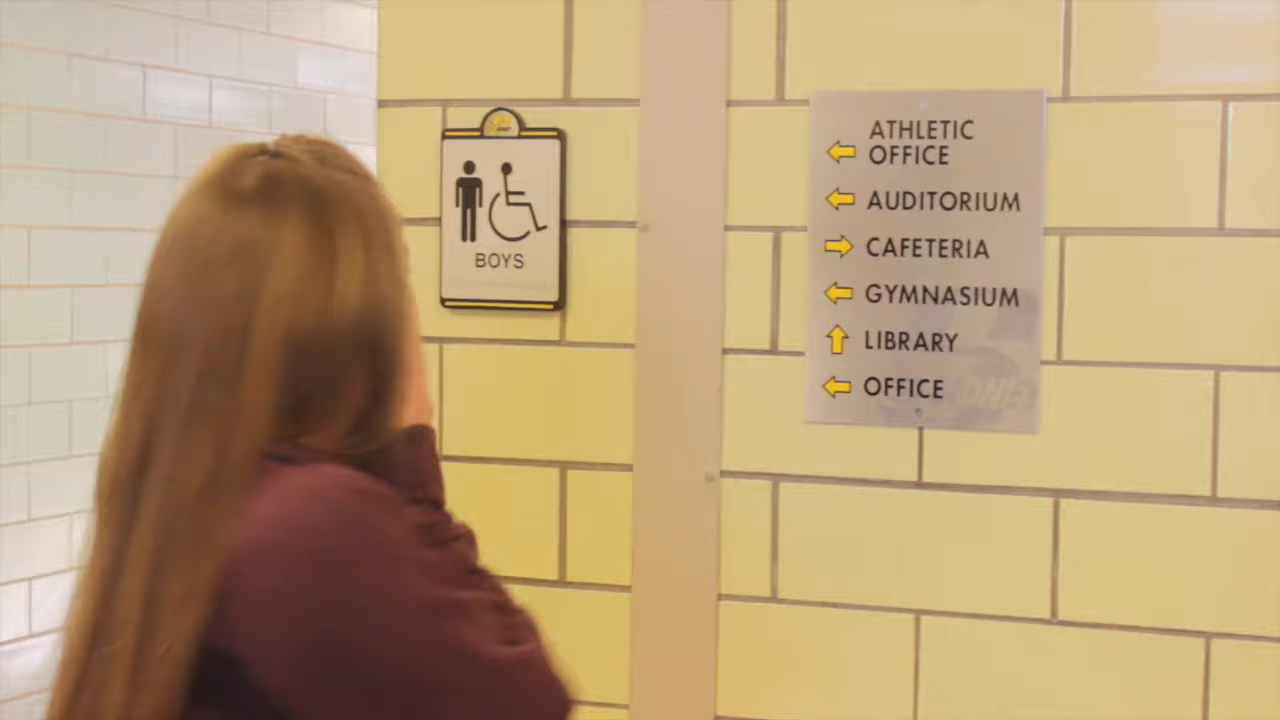 BOYS
ATHLETIC
OFFICE
AUDITORIUM
CAFETERIA
GYMNASIUM
LIBRARY
OFFICE